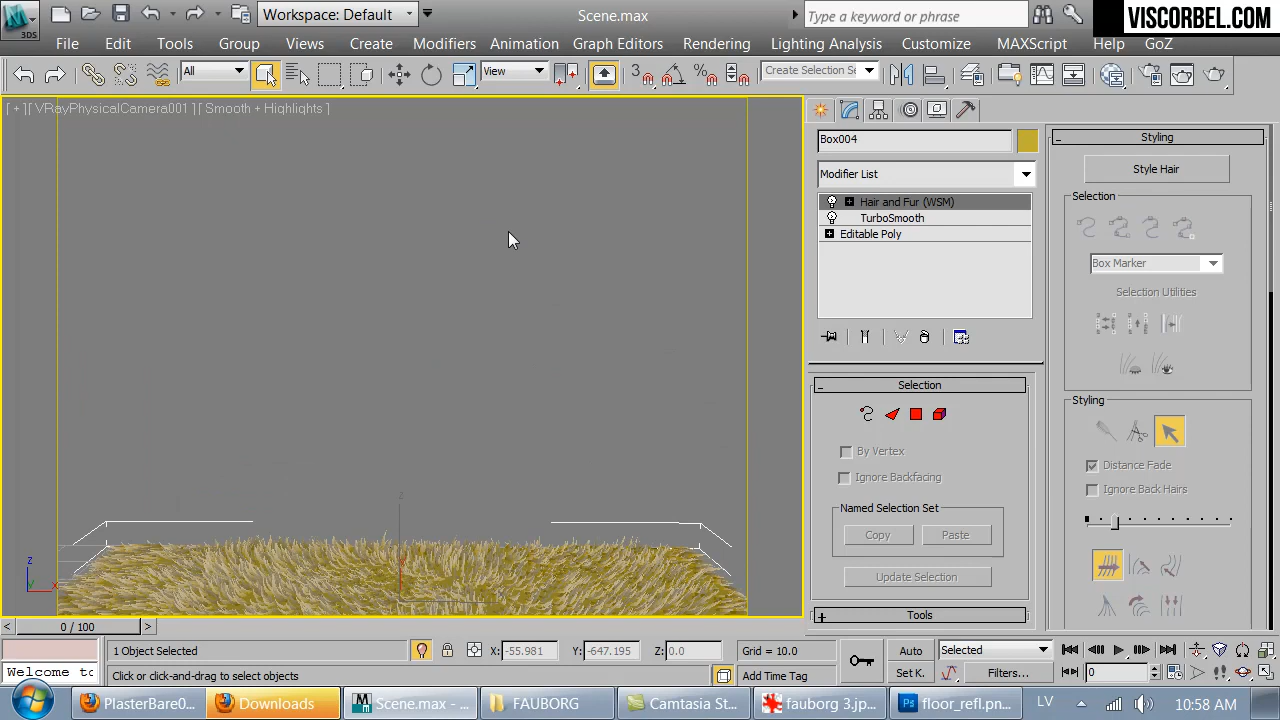 Workspace: Default
Scene.max
Type a keyword or phrase
VISCORBEL.COM
3DS
File Edit Tools Group Views Create Modifiers Animation Graph Editors Rendering Lighting Analysis Customize MAXScript Help GoZ
All
View
3
Create Selection Se
[ + ][ VRayPhysicalCamera001 ][ Smooth + Highlights ]
Box004
Modifier List
Hair and Fur (WSM)
TurboSmooth
Editable Poly
Selection
By Vertex
Ignore Backfacing
Named Selection Set
Copy Paste
Update Selection
Tools
Styling
Style Hair
Selection
Box Marker
Selection Utilities
Styling
Distance Fade
Ignore Back Hairs
z
z
x
0 / 100
1 Object Selected
X: -55.981 Y: -647.195 Z: 0.0
Grid = 10.0
Auto
Selected
Welcome to
Click or click-and-drag to select objects
Add Time Tag
Set K.
Filters...
0
PlasterBare0...
Downloads
Scene.max - ...
FAUBORG
Camtasia St...
fauborg 3.jp...
floor_refl.pn...
LV
10:58 AM